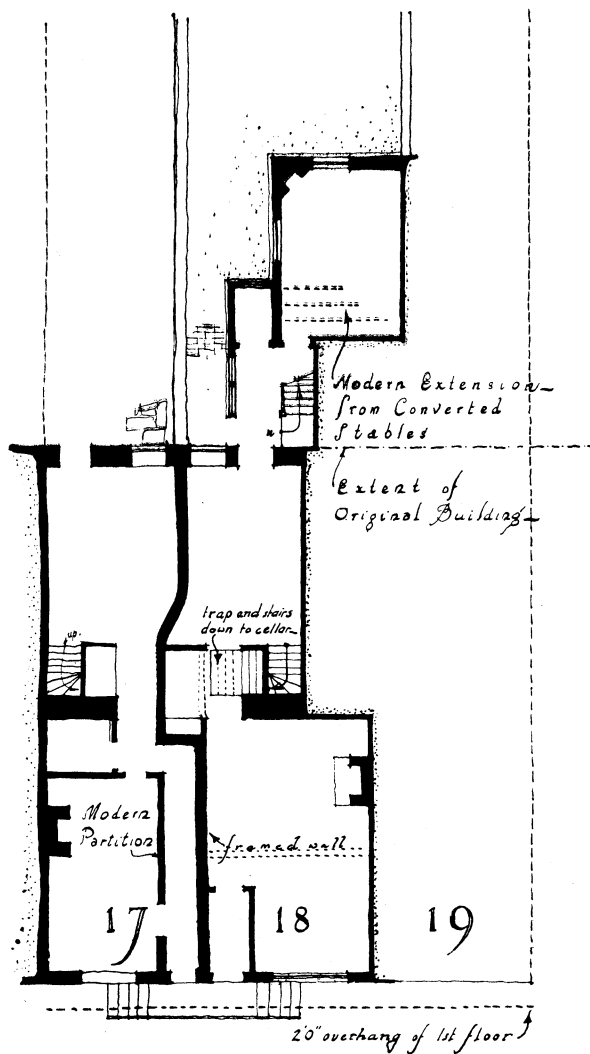 Modern Extension
from Converted
Stables
Extent of
Original Building
up.
trap and stairs
down to cellar
Modern
Partition
framed wall
17
18
19
2'0" overhang of 1st floor